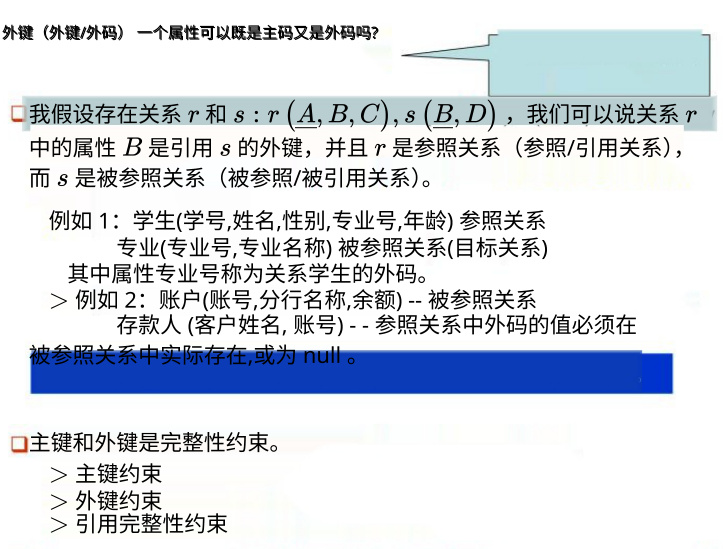 外键（外键/外码） 一个属性可以既是主码又是外码吗?
我假设存在关系 r 和 s : r (A, B, C), s (B, D) ，我们可以说关系 r
中的属性 B 是引用 s 的外键，并且 r 是参照关系（参照/引用关系），
而 s 是被参照关系（被参照/被引用关系）。
例如 1：学生(学号,姓名,性别,专业号,年龄) 参照关系
专业(专业号,专业名称) 被参照关系(目标关系)
其中属性专业号称为关系学生的外码。
> 例如 2：账户(账号,分行名称,余额) -- 被参照关系
存款人 (客户姓名, 账号) - - 参照关系中外码的值必须在
被参照关系中实际存在,或为 null 。
主键和外键是完整性约束。
> 主键约束
> 外键约束
> 引用完整性约束